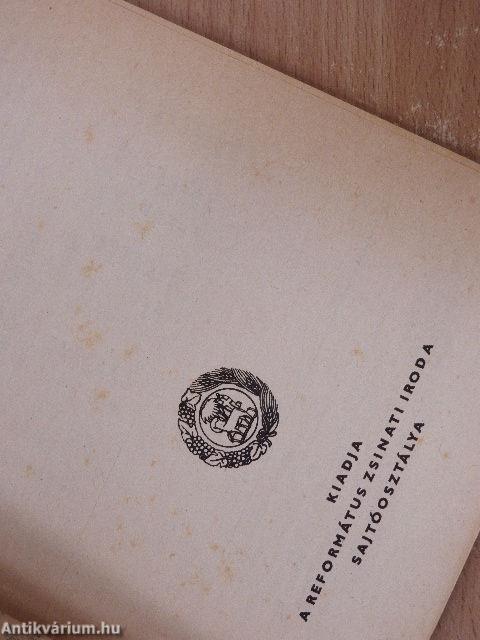 KIADJA
A REFORMÁTUS ZSINATI IRODA
SAJTÓOSZTÁLYA
Antikvárium.hu